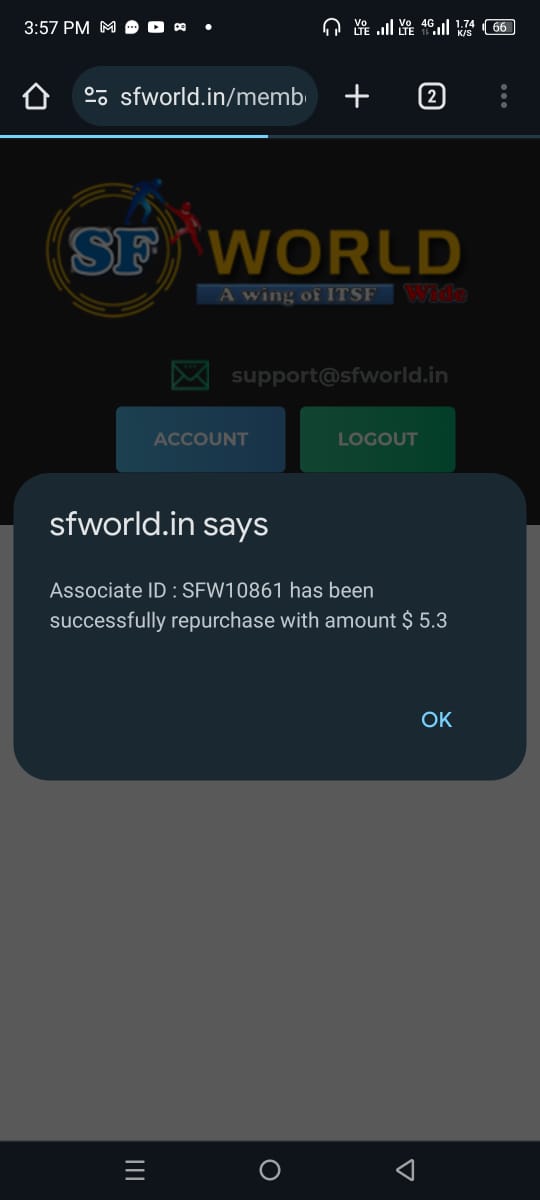 3:57 PM
Vo LTE Vo LTE 4G 1.74 K/S 66
sfworld.in/memb
2
SF WORLD
A wing of ITSF Wide
support@sfworld.in
ACCOUNT LOGOUT
sfworld.in says
Associate ID : SFW10861 has been
successfully repurchase with amount $ 5.3
OK